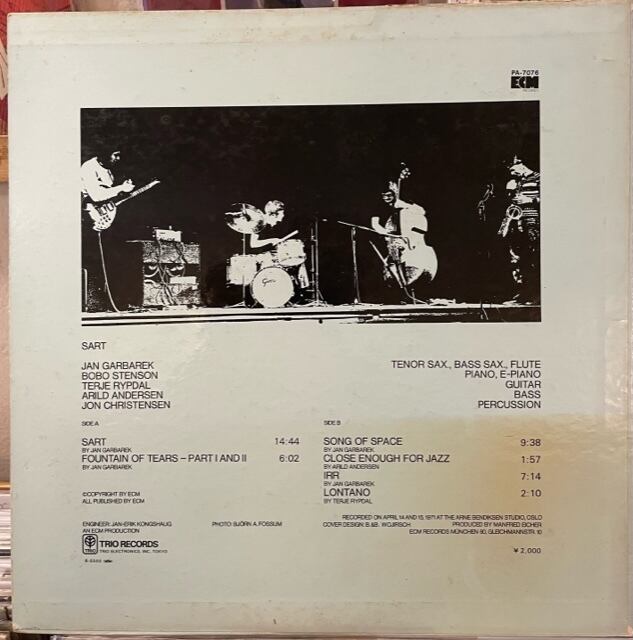 PA-7076
ECM
RECORDS
SART
JAN GARBAREK TENOR SAX., BASS SAX., FLUTE
BOBO STENSON PIANO, E-PIANO
TERJE RYPDAL GUITAR
ARILD ANDERSEN BASS
JON CHRISTENSEN PERCUSSION
SIDE A
SART 14:44
BY JAN GARBAREK
FOUNTAIN OF TEARS – PART I AND II 6:02
BY JAN GARBAREK
SIDE B
SONG OF SPACE 9:38
BY JAN GARBAREK
CLOSE ENOUGH FOR JAZZ 1:57
BY ARILD ANDERSEN
IRR 7:14
BY JAN GARBAREK
LONTANO 2:10
BY TERJE RYPDAL
©COPYRIGHT BY ECM
ALL PUBLISHED BY ECM
RECORDED ON APRIL 14 AND 15, 1971 AT THE ARNE BENDIKSEN STUDIO, OSLO
ENGINEER: JAN-ERIK KONGSHAUG PHOTO: BJÖRN A. FOSSUM COVER DESIGN: B.&B. WOJIRSCH PRODUCED BY MANFRED EICHER
AN ECM PRODUCTION ECM RECORDS MÜNCHEN 90, GLEICHMANNSTR. 10
TRIO
TRIO RECORDS
TRIO ELECTRONICS, INC. TOKYO
¥2,000